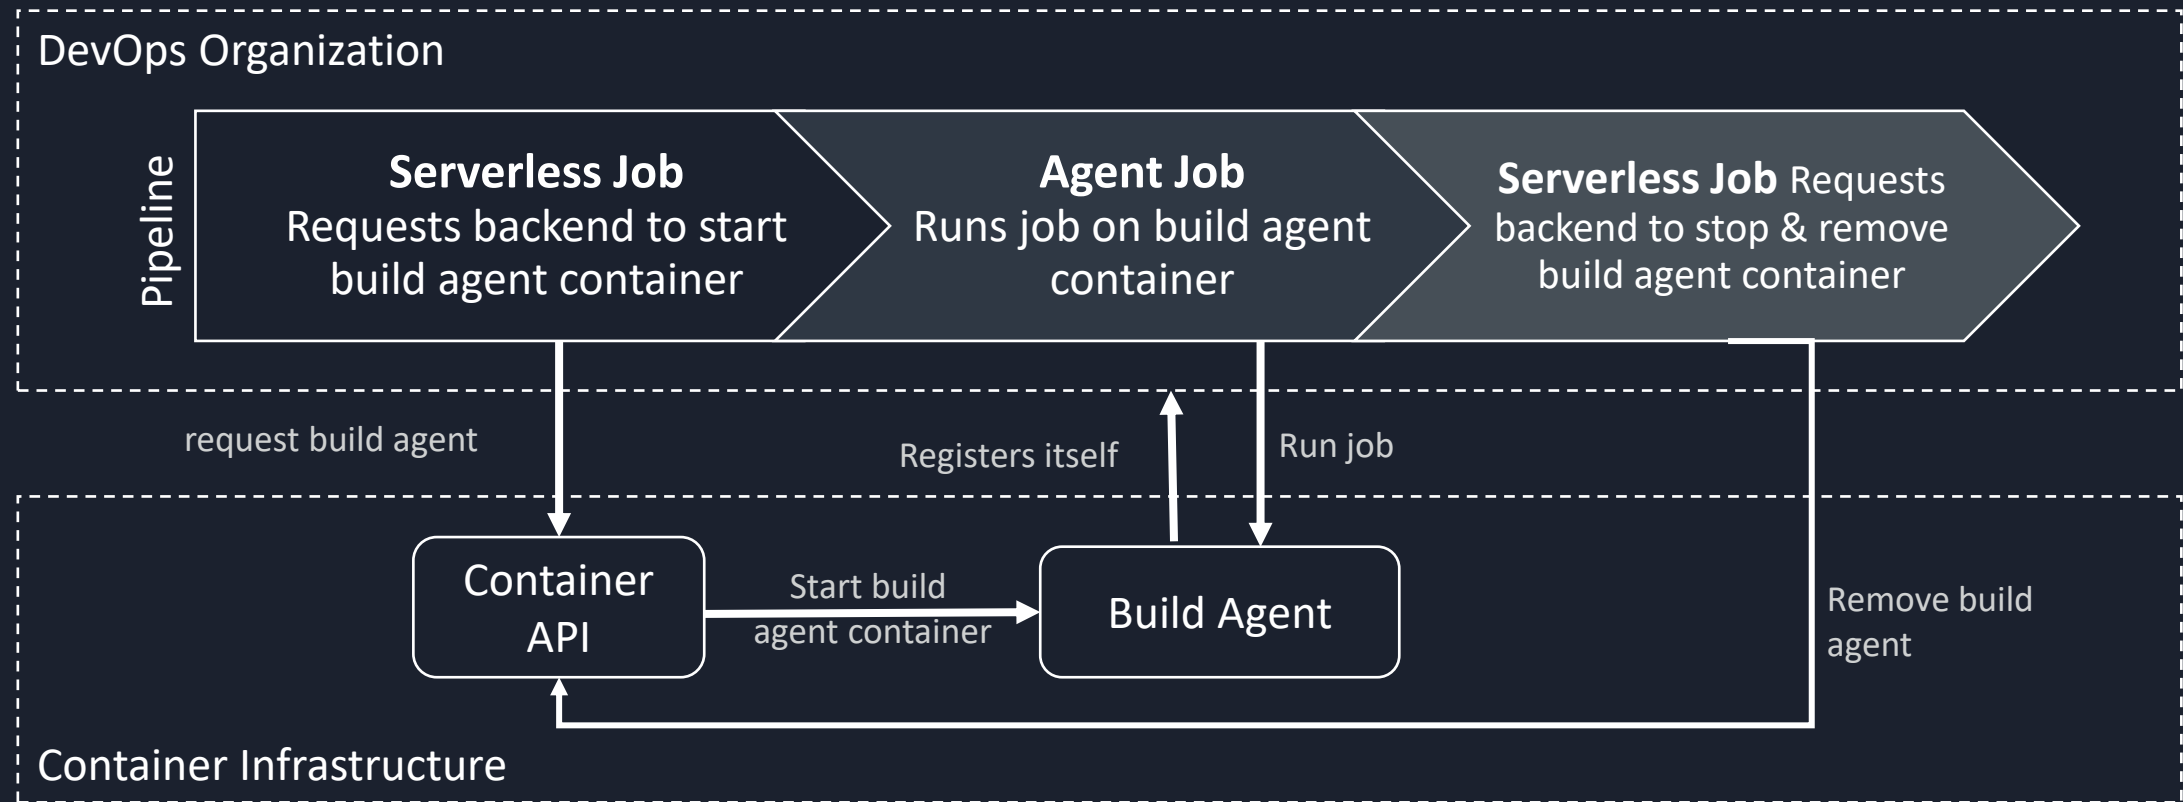 DevOps Organization
Pipeline
Serverless Job
Requests backend to start
build agent container
Agent Job
Runs job on build agent
container
Serverless Job Requests
backend to stop & remove
build agent container
request build agent
Registers itself
Run job
Container
API
Start build
agent container
Build Agent
Remove build
agent
Container Infrastructure